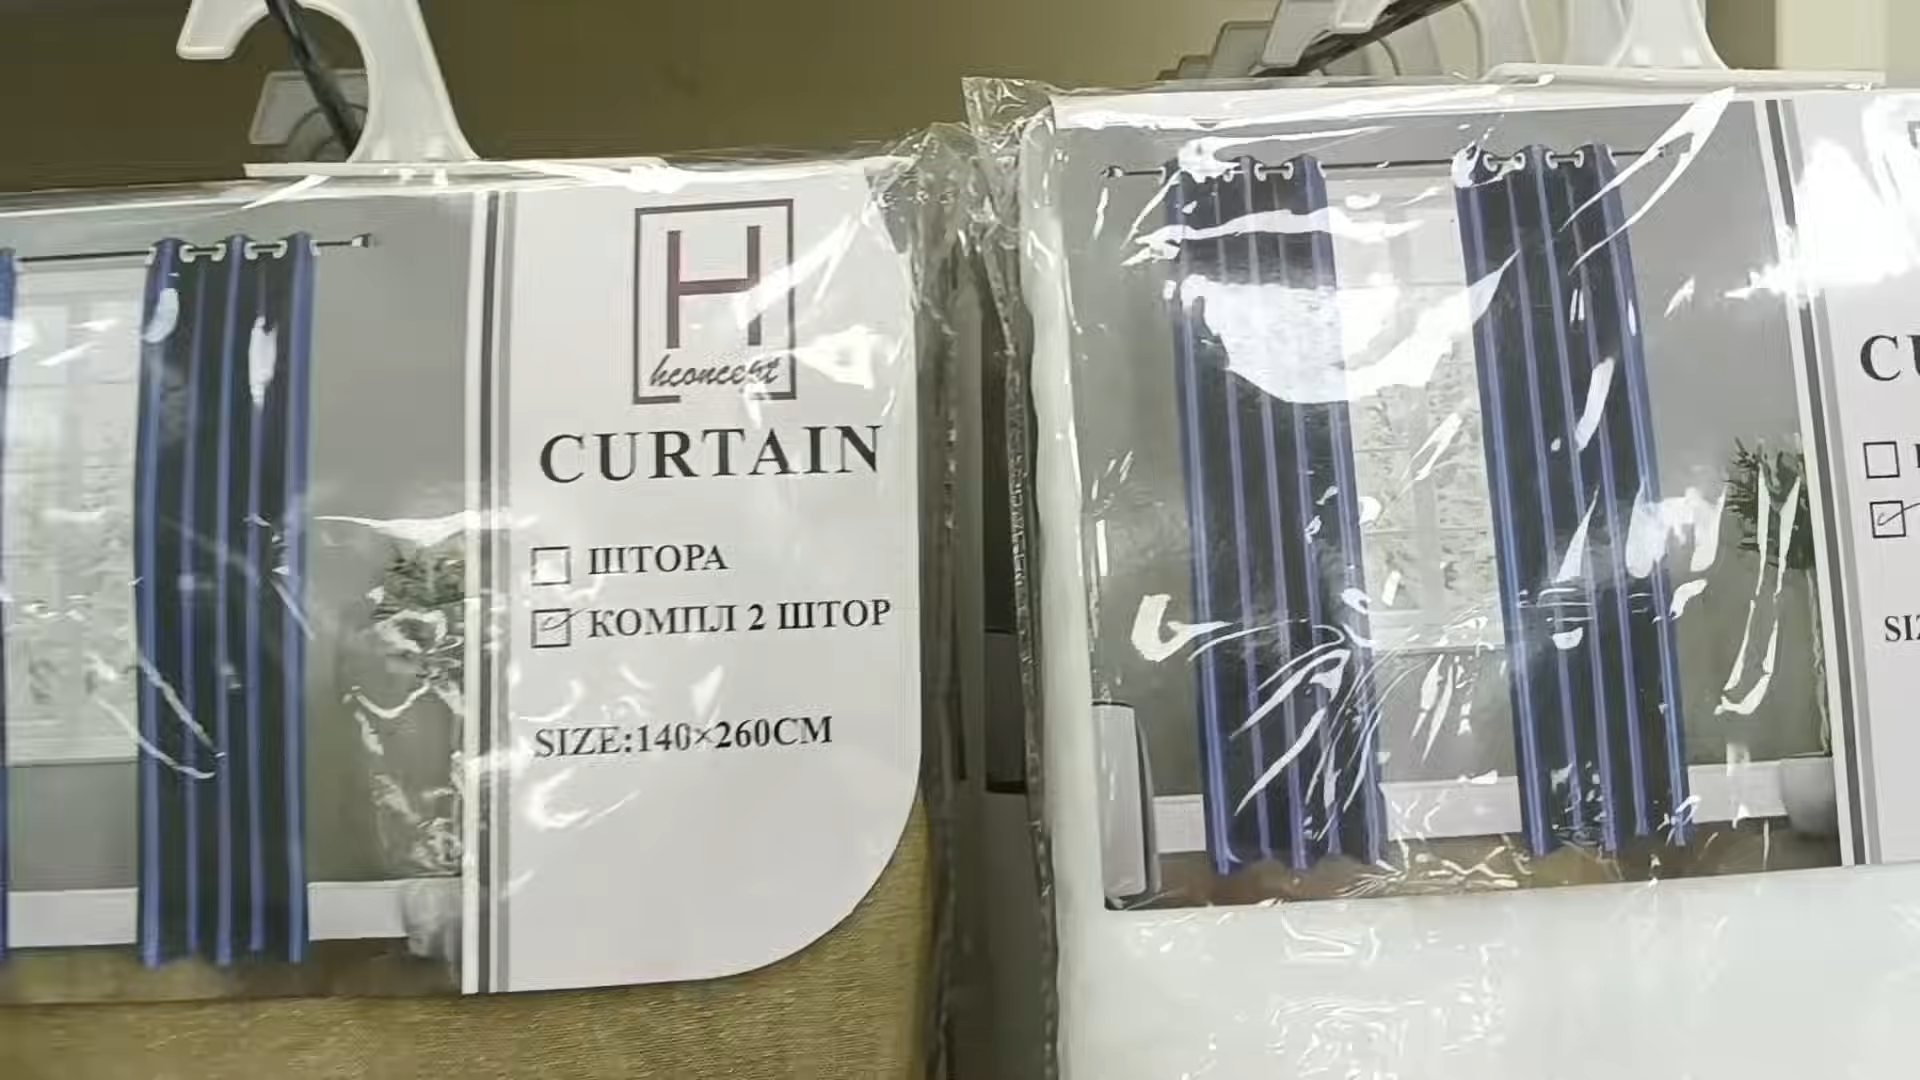 H
hconcept
CURTAIN
ШТОРА
КОМПЛ 2 ШТОР
SIZE:140×260CM